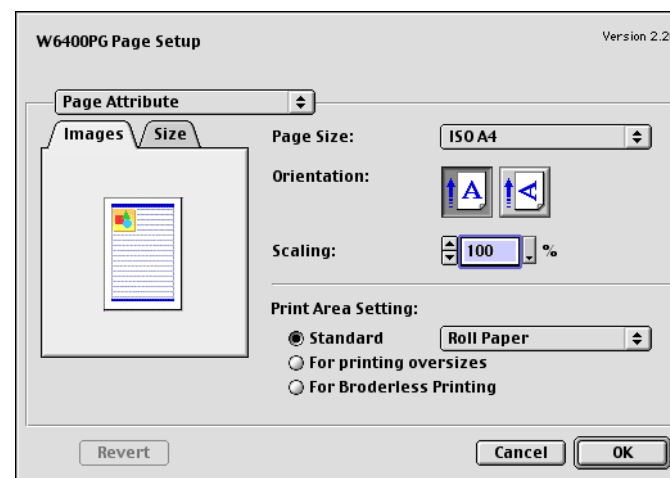 W6400PG Page Setup
Version 2.2
Page Attribute
Images
Size
Page Size:
ISO A4
Orientation:
A
A
Scaling:
100
%
Print Area Setting:
Standard
Roll Paper
For printing oversizes
For Broderless Printing
Revert
Cancel
OK